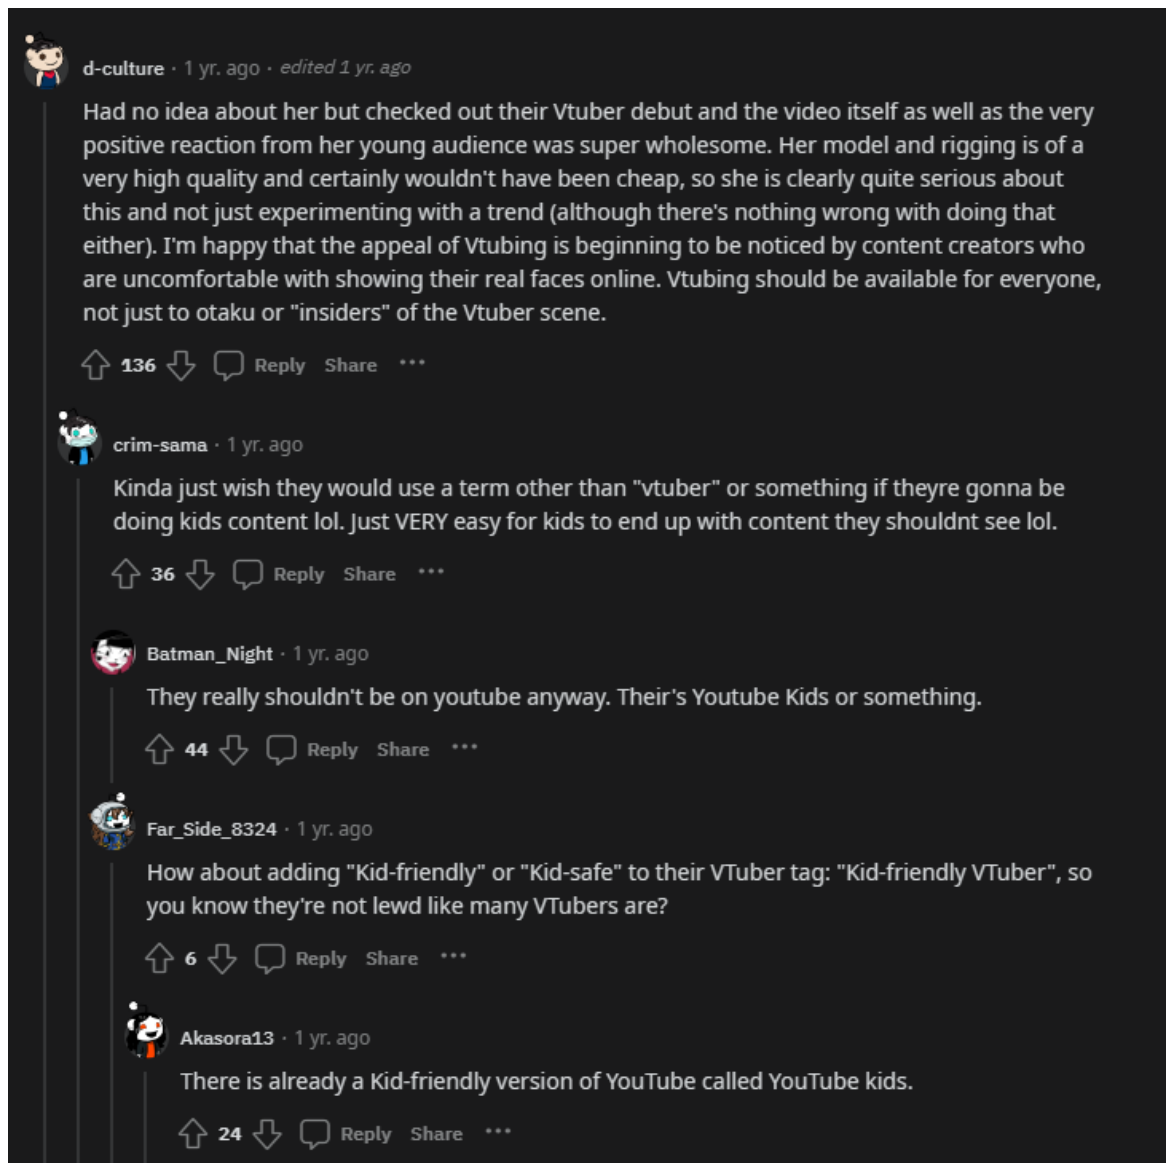 d-culture · 1 yr. ago · edited 1 yr. ago
Had no idea about her but checked out their Vtuber debut and the video itself as well as the very
positive reaction from her young audience was super wholesome. Her model and rigging is of a
very high quality and certainly wouldn't have been cheap, so she is clearly quite serious about
this and not just experimenting with a trend (although there's nothing wrong with doing that
either). I'm happy that the appeal of Vtubing is beginning to be noticed by content creators who
are uncomfortable with showing their real faces online. Vtubing should be available for everyone,
not just to otaku or "insiders" of the Vtuber scene.
136 Reply Share ···
crim-sama · 1 yr. ago
Kinda just wish they would use a term other than "vtuber" or something if theyre gonna be
doing kids content lol. Just VERY easy for kids to end up with content they shouldnt see lol.
36 Reply Share ···
Batman_Night · 1 yr. ago
They really shouldn't be on youtube anyway. Their's Youtube Kids or something.
44 Reply Share ···
Far_Side_8324 · 1 yr. ago
How about adding "Kid-friendly" or "Kid-safe" to their VTuber tag: "Kid-friendly VTuber", so
you know they're not lewd like many VTubers are?
6 Reply Share ···
Akasora13 · 1 yr. ago
There is already a Kid-friendly version of YouTube called YouTube kids.
24 Reply Share ···